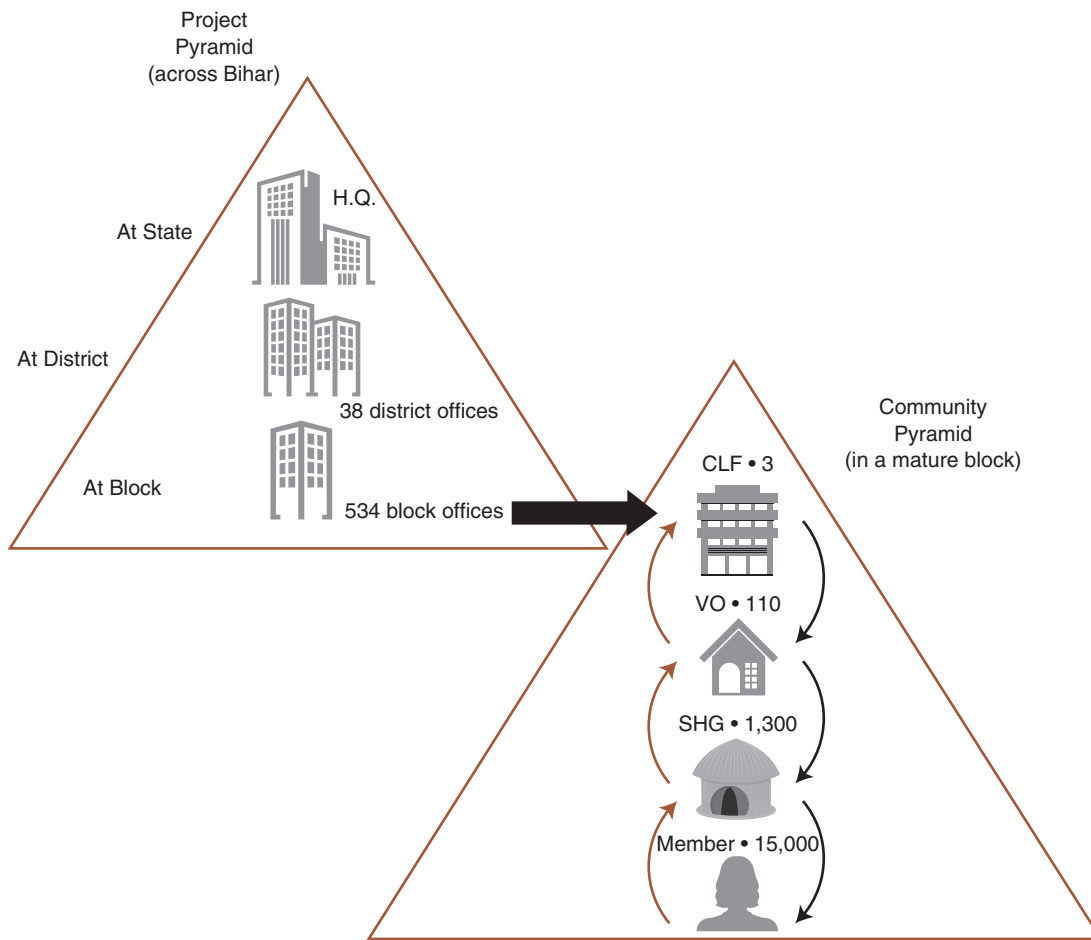 Project
Pyramid
(across Bihar)
H.Q.
At State
At District
38 district offices
At Block
534 block offices
Community
Pyramid
(in a mature block)
CLF • 3
VO • 110
SHG • 1,300
Member • 15,000